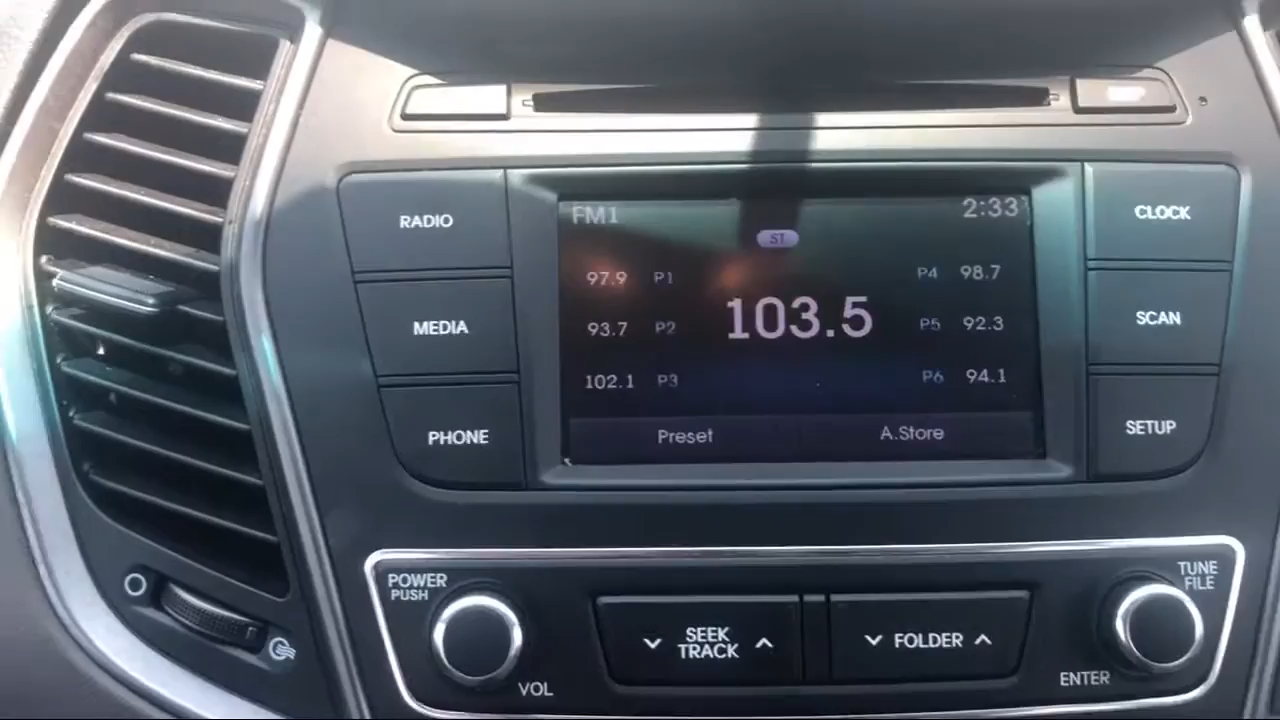 RADIO
MEDIA
PHONE
FM1
2:33
ST
97.9 P1
93.7 P2
102.1 P3
103.5
P4 98.7
P5 92.3
P6 94.1
Preset
A.Store
CLOCK
SCAN
SETUP
POWER
PUSH
VOL
SEEK
TRACK
FOLDER
TUNE
FILE
ENTER